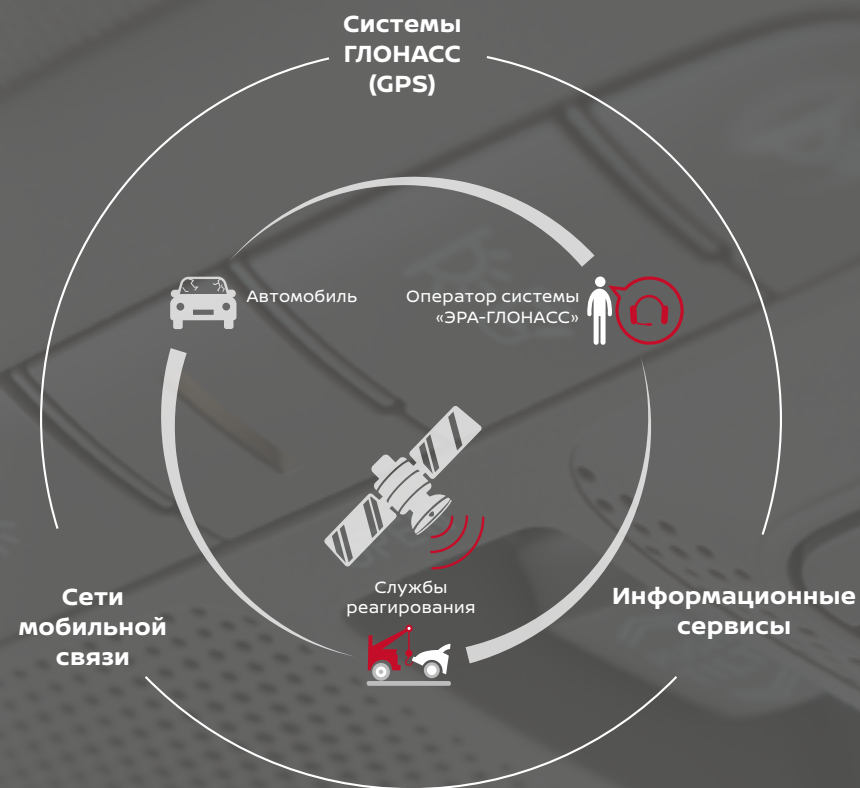 Системы
ГЛОНАСС
(GPS)
Автомобиль
Оператор системы
«ЭРА-ГЛОНАСС»
Службы
реагирования
Сети
мобильной
связи
Информационные
сервисы